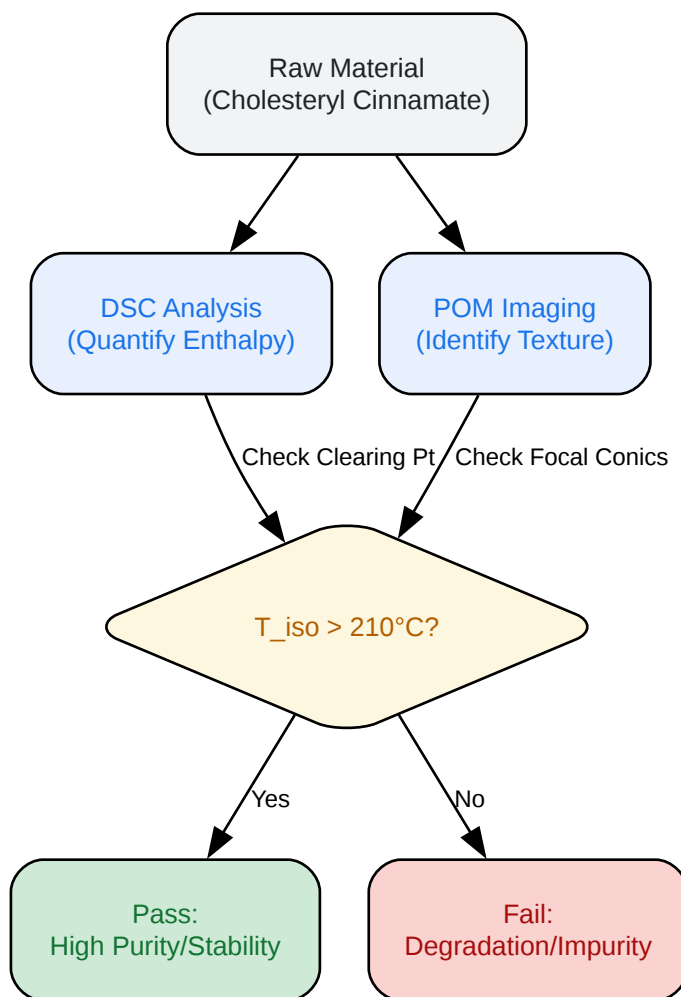 Raw Material
(Cholesteryl Cinnamate)
DSC Analysis
(Quantify Enthalpy)
POM Imaging
(Identify Texture)
Check Clearing Pt
Check Focal Conics
T_iso > 210°C?
Yes
No
Pass:
High Purity/Stability
Fail:
Degradation/Impurity